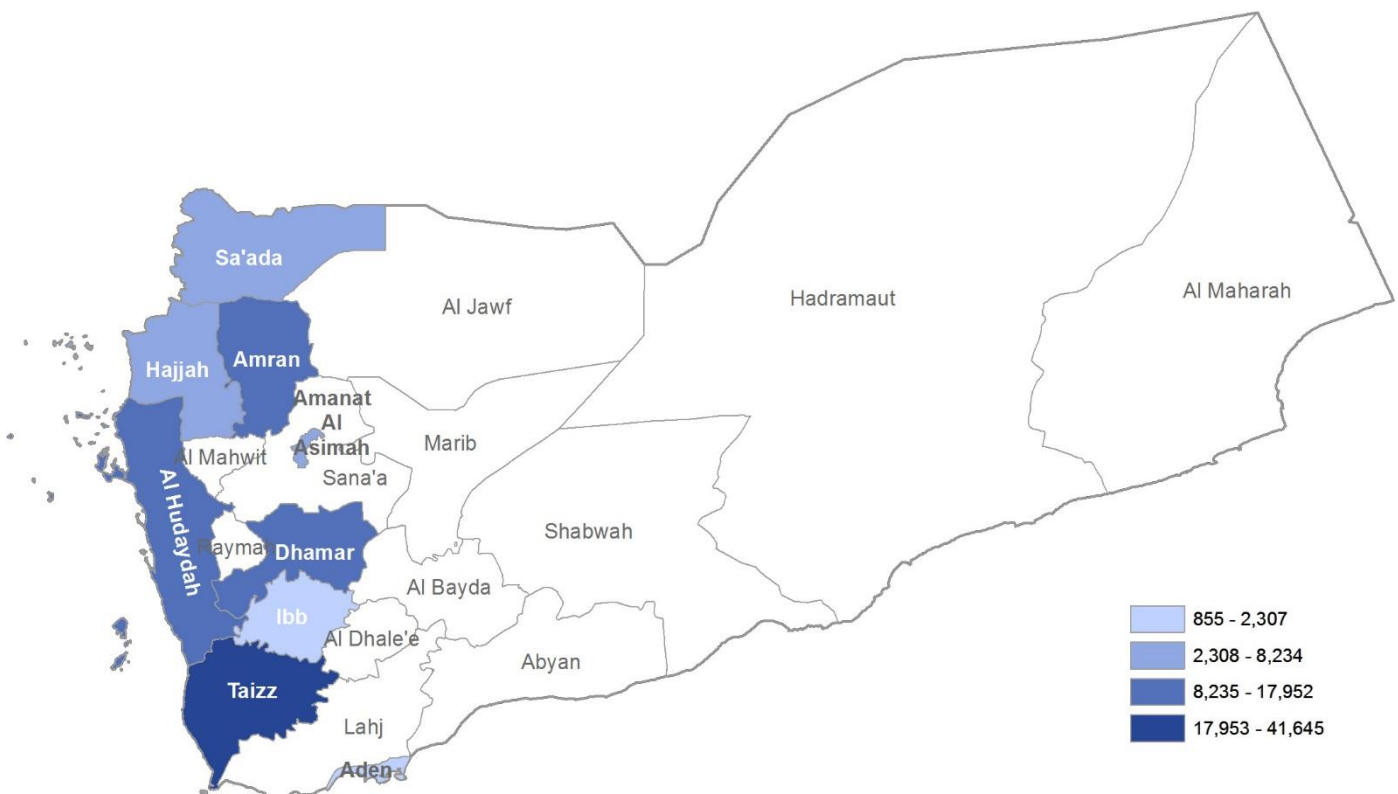 Sa'ada
Al Jawf
Hadramaut
Al Maharah
Hajjah
Amran
Amanat
Al
Asimah
Marib
Al Mahwit
Sana'a
Al Hudaydah
Raymah
Dhamar
Shabwah
Al Bayda
Ibb
Al Dhale'e
Abyan
Taizz
Lahj
Aden
855 - 2,307
2,308 - 8,234
8,235 - 17,952
17,953 - 41,645